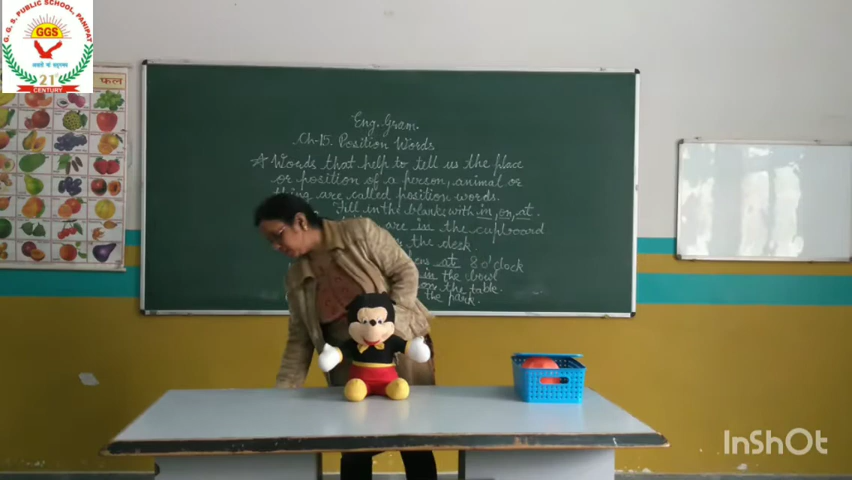 G. G. S. PUBLIC SCHOOL, PANIPAT
GGS
21st
CENTURY
फल
Eng. Gram.
Ch-15. Position Words
* Words that help to tell us the place
or position of a person, animal or
thing are called position words.
Fill in the blanks with in, on, at.
are in the cupboard
the desk.
at 8 o'clock
in the bowl
on the table.
the park.
InShOt